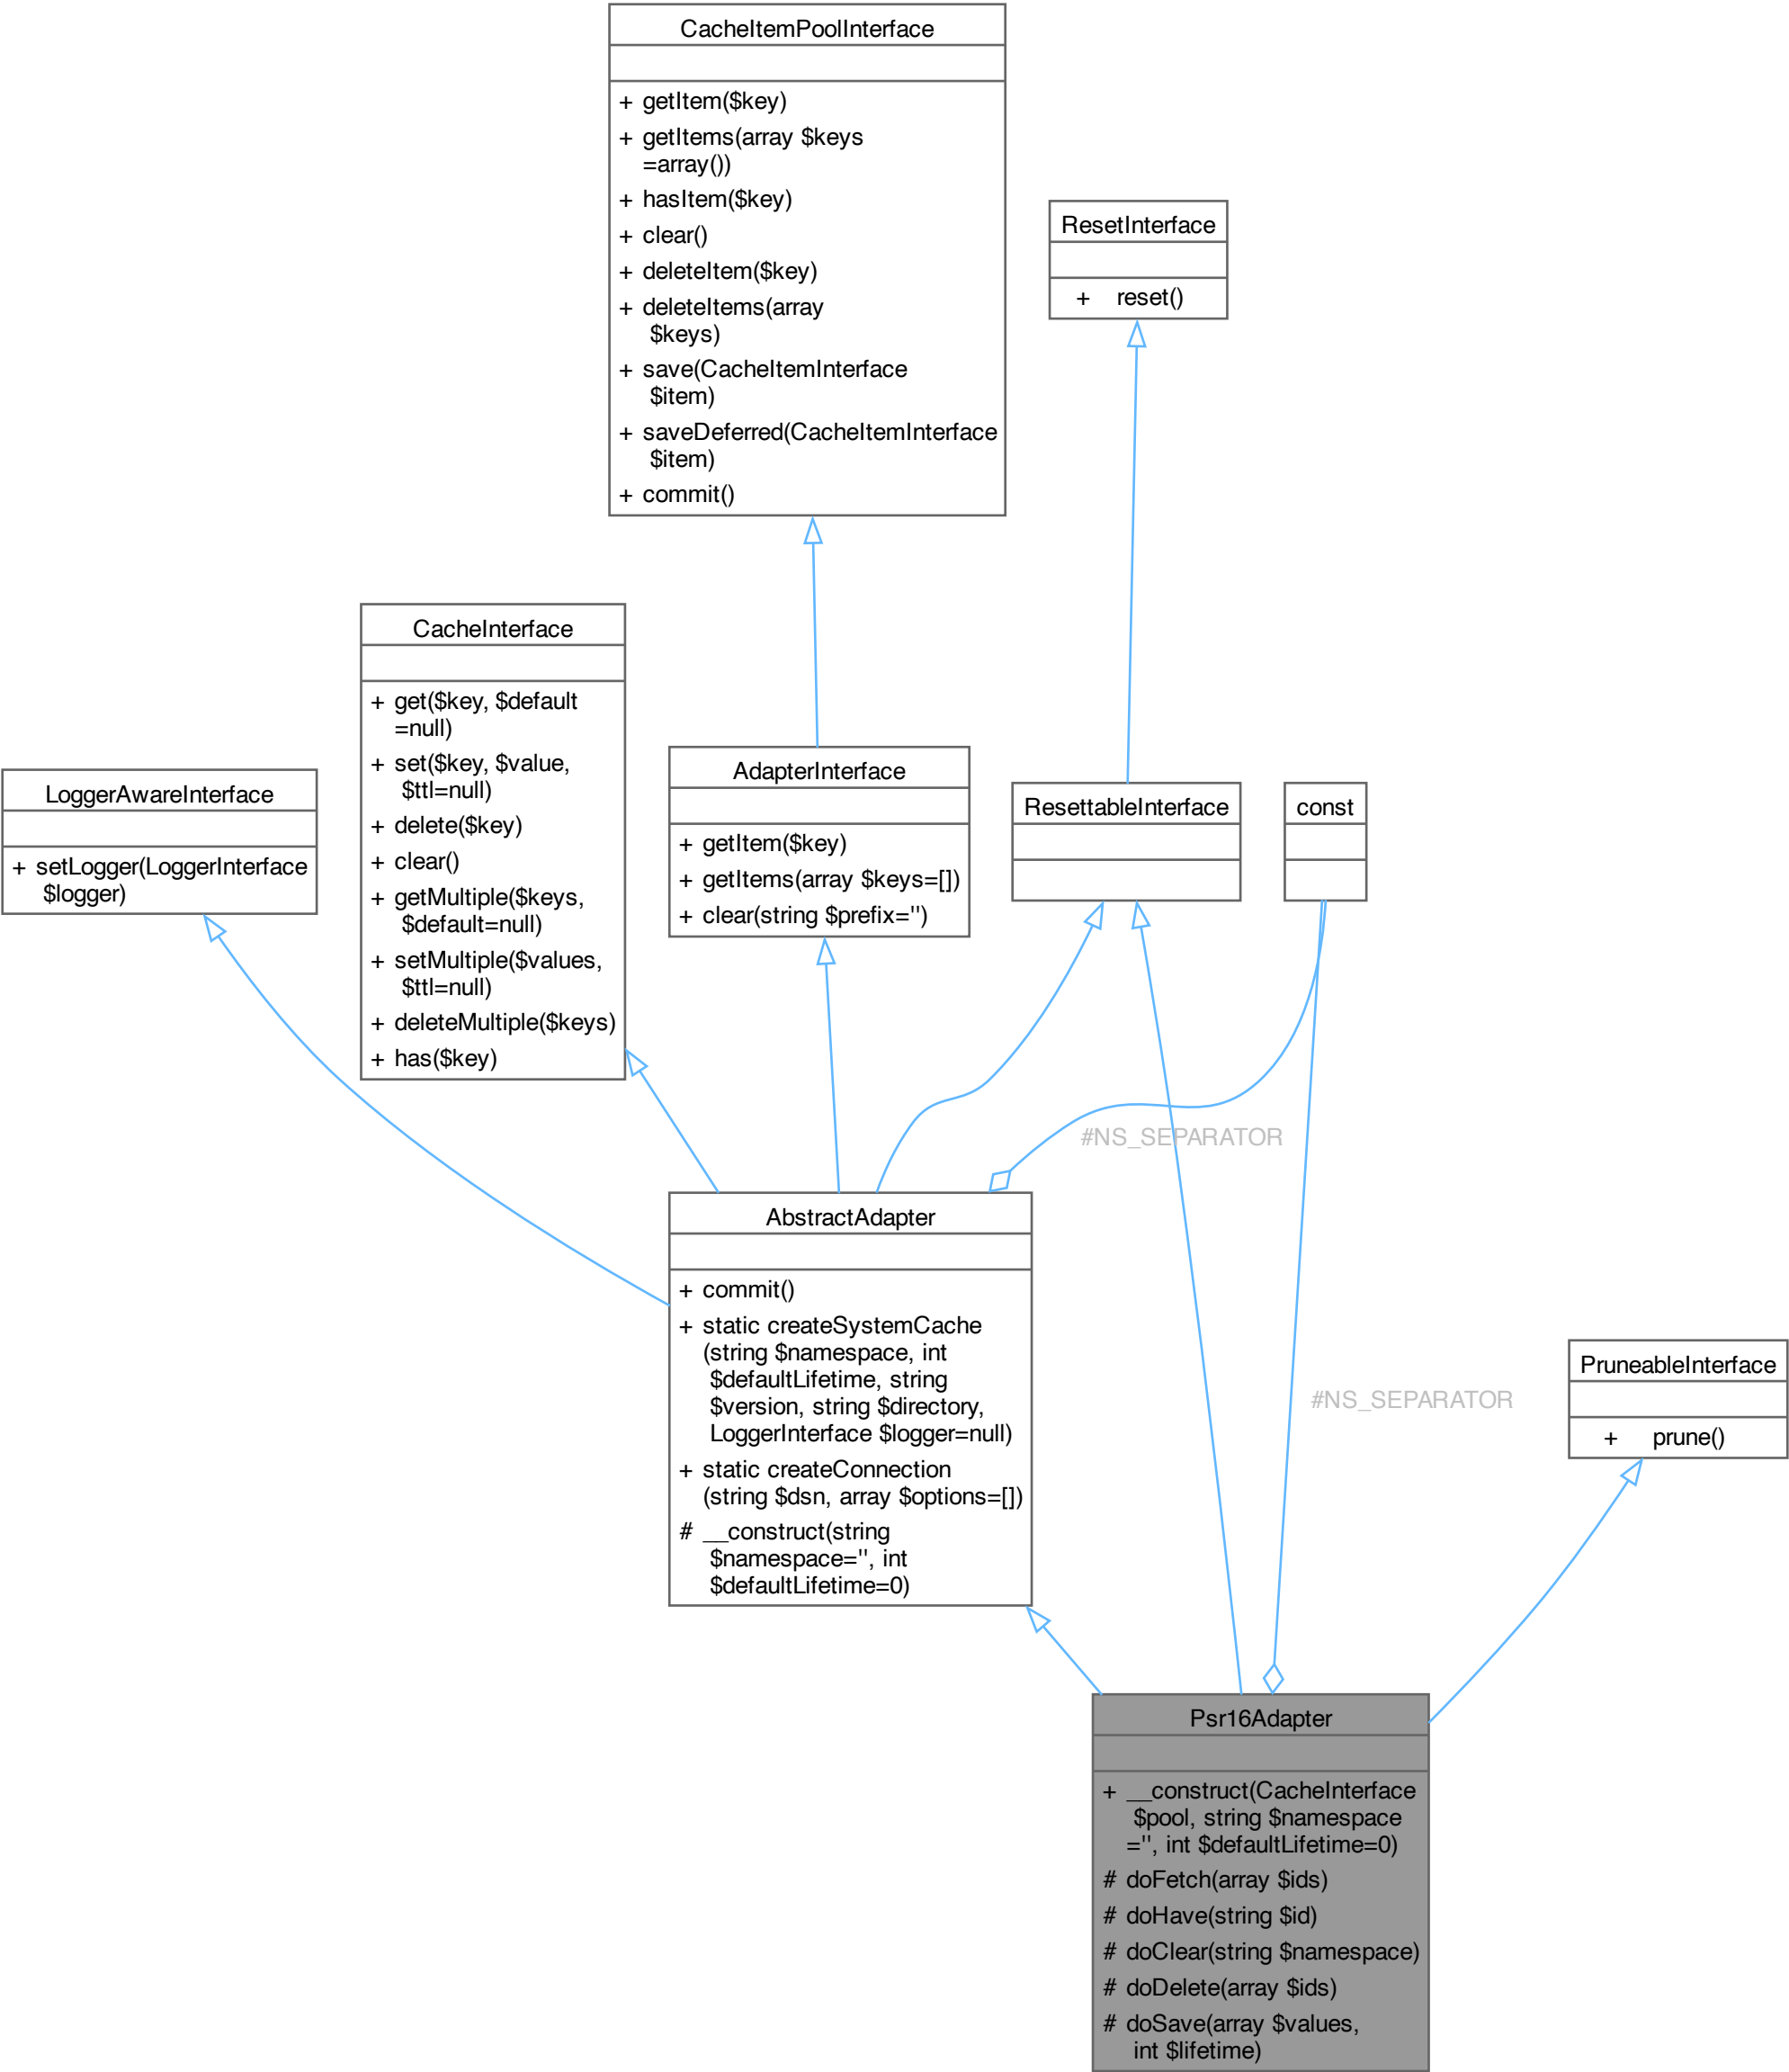 CacheItemPoolInterface
+ getItem($key)
+ getItems(array $keys
=array())
+ hasItem($key)
+ clear()
+ deleteItem($key)
+ deleteItems(array
$keys)
+ save(CacheItemInterface
$item)
+ saveDeferred(CacheItemInterface
$item)
+ commit()
ResetInterface
+ reset()
CacheInterface
+ get($key, $default
=null)
+ set($key, $value,
$ttl=null)
+ delete($key)
+ clear()
+ getMultiple($keys,
$default=null)
+ setMultiple($values,
$ttl=null)
+ deleteMultiple($keys)
+ has($key)
LoggerAwareInterface
+ setLogger(LoggerInterface
$logger)
AdapterInterface
+ getItem($key)
+ getItems(array $keys=[])
+ clear(string $prefix='')
ResettableInterface
const
#NS_SEPARATOR
AbstractAdapter
+ commit()
+ static createSystemCache
(string $namespace, int
$defaultLifetime, string
$version, string $directory,
LoggerInterface $logger=null)
+ static createConnection
(string $dsn, array $options=[])
# __construct(string
$namespace='', int
$defaultLifetime=0)
#NS_SEPARATOR
PruneableInterface
+ prune()
Psr16Adapter
+ __construct(CacheInterface
$pool, string $namespace
='', int $defaultLifetime=0)
# doFetch(array $ids)
# doHave(string $id)
# doClear(string $namespace)
# doDelete(array $ids)
# doSave(array $values,
int $lifetime)